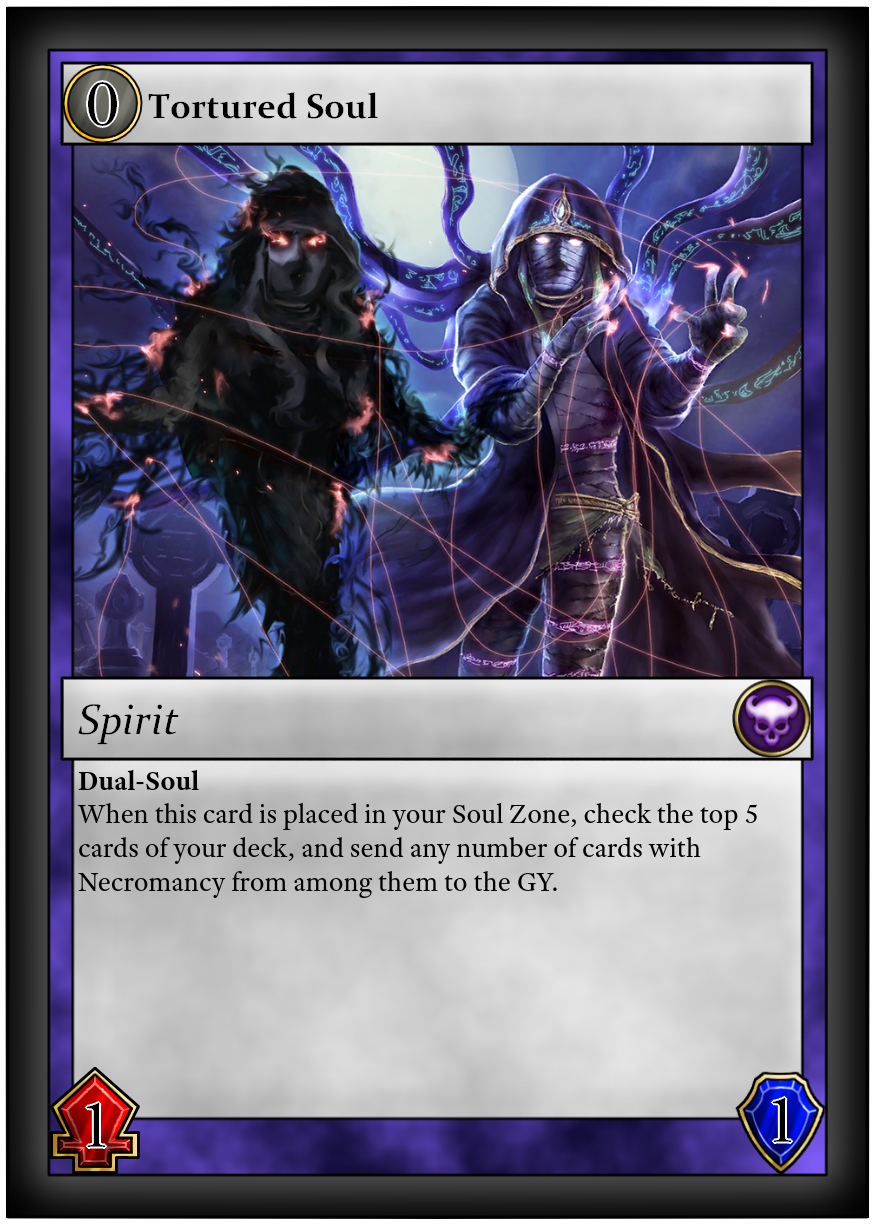 0 Tortured Soul
Spirit
Dual-Soul
When this card is placed in your Soul Zone, check the top 5
cards of your deck, and send any number of cards with
Necromancy from among them to the GY.
1 1